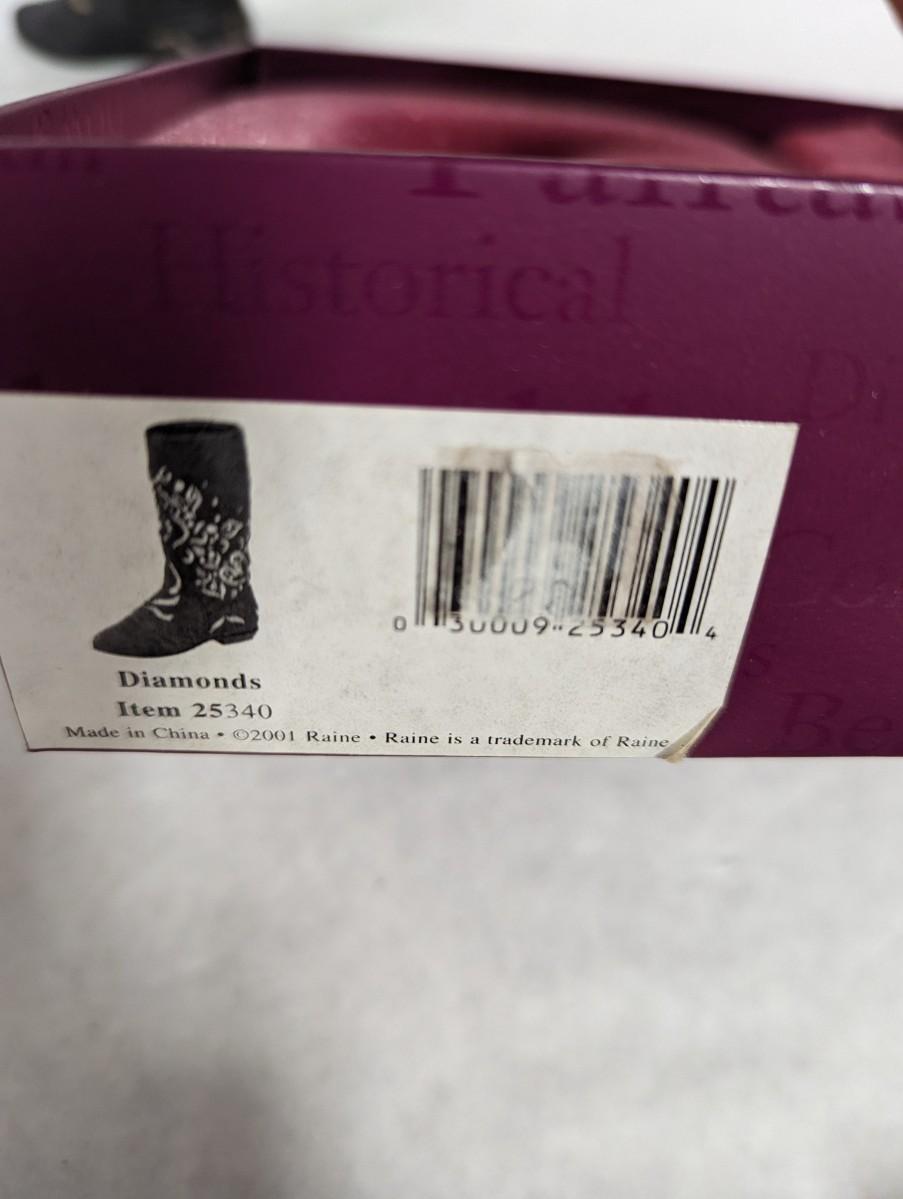 Historical
Diamonds
Item 25340
Made in China • ©2001 Raine • Raine is a trademark of Raine
0 30009 25340 4